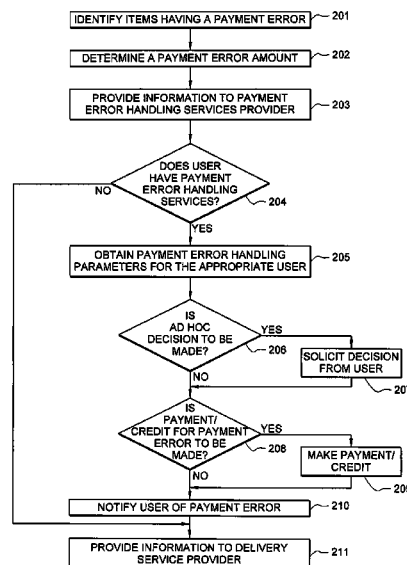 IDENTIFY ITEMS HAVING A PAYMENT ERROR
201
DETERMINE A PAYMENT ERROR AMOUNT
202
PROVIDE INFORMATION TO PAYMENT
ERROR HANDLING SERVICES PROVIDER
203
DOES USER
HAVE PAYMENT
ERROR HANDLING
SERVICES?
204
NO
YES
OBTAIN PAYMENT ERROR HANDLING
PARAMETERS FOR THE APPROPRIATE USER
205
IS
AD HOC
DECISION TO BE
MADE?
206
YES
NO
SOLICIT DECISION
FROM USER
IS
PAYMENT/
CREDIT FOR PAYMENT
ERROR TO BE
MADE?
208
YES
NO
MAKE PAYMENT/
CREDIT
NOTIFY USER OF PAYMENT ERROR
210
PROVIDE INFORMATION TO DELIVERY
SERVICE PROVIDER
211